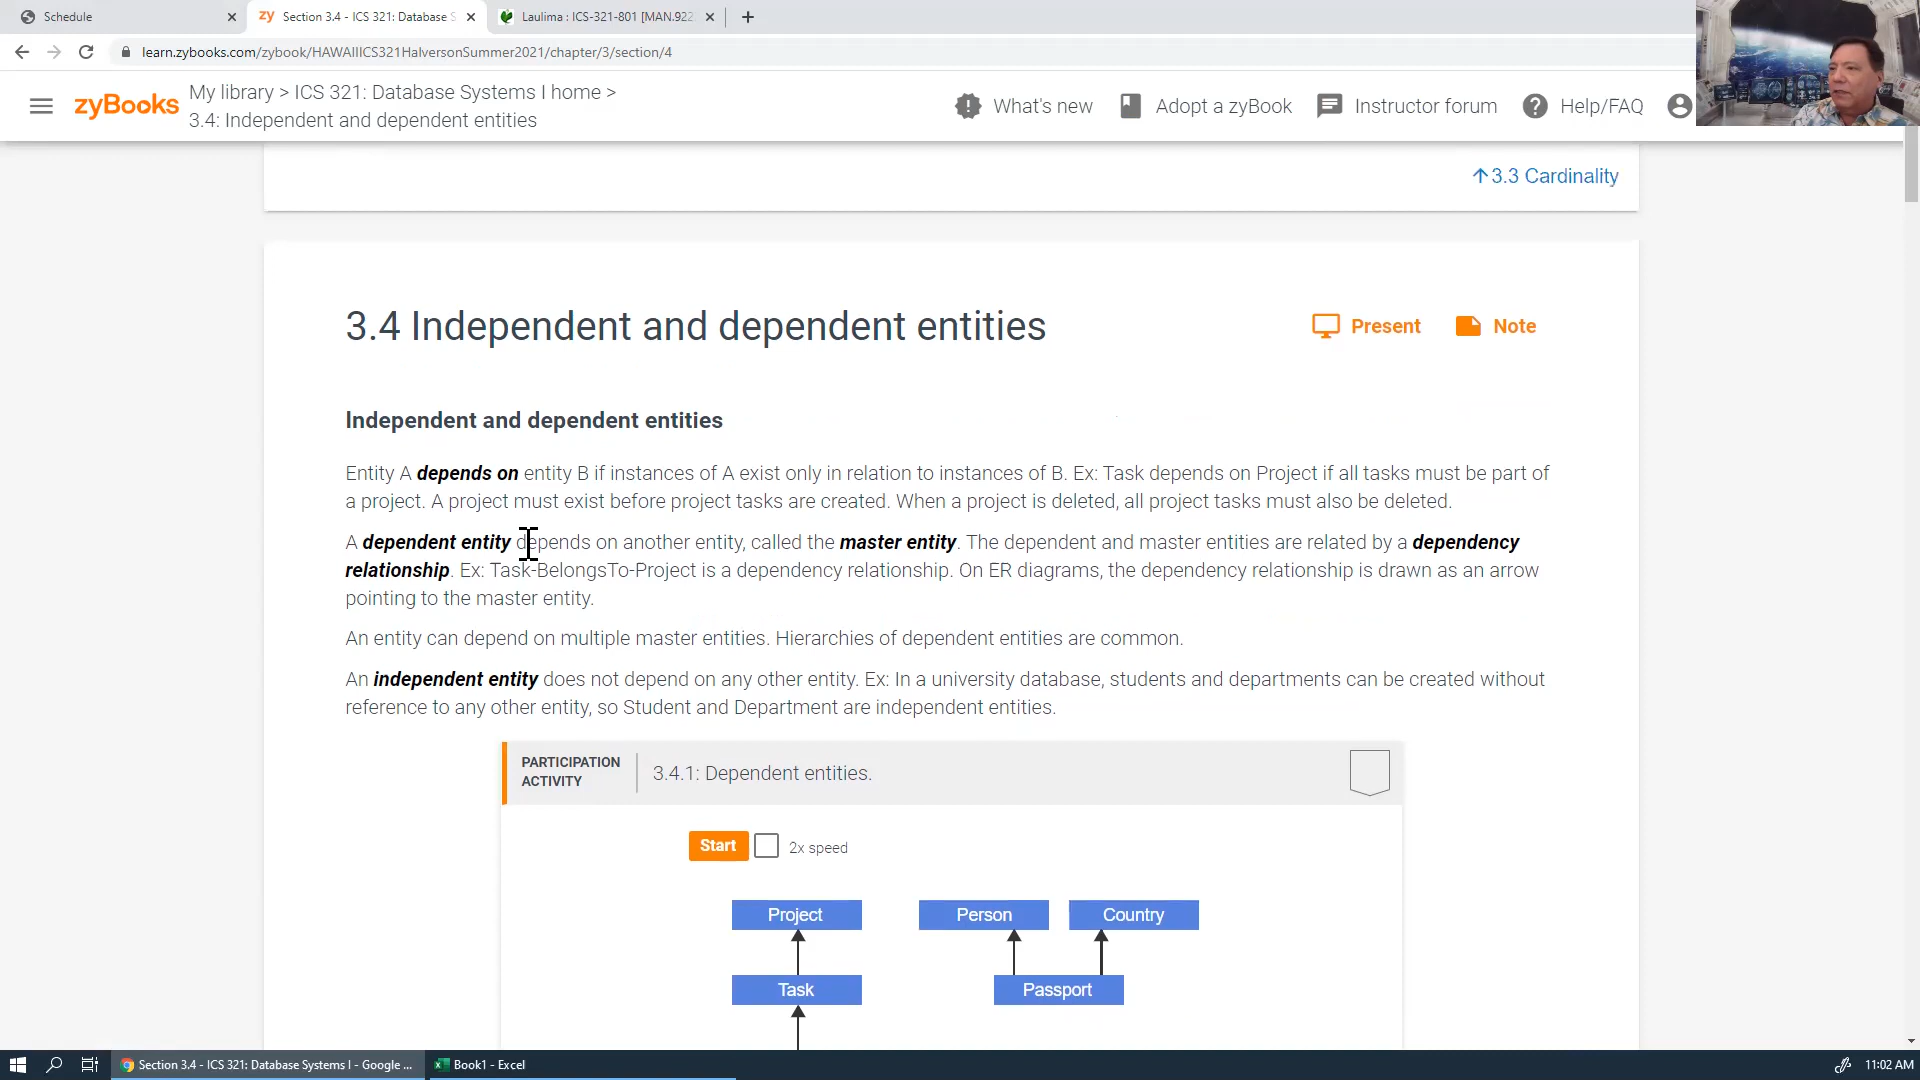 Schedule
zy Section 3.4 - ICS 321: Database S
Laulima : ICS-321-801 [MAN.922
learn.zybooks.com/zybook/HAWAIIICS321HalversonSummer2021/chapter/3/section/4
zyBooks
My library > ICS 321: Database Systems I home >
3.4: Independent and dependent entities
What's new
Adopt a zyBook
Instructor forum
Help/FAQ
3.3 Cardinality
3.4 Independent and dependent entities
Present
Note
Independent and dependent entities
Entity A depends on entity B if instances of A exist only in relation to instances of B. Ex: Task depends on Project if all tasks must be part of
a project. A project must exist before project tasks are created. When a project is deleted, all project tasks must also be deleted.
A dependent entity depends on another entity, called the master entity. The dependent and master entities are related by a dependency
relationship. Ex: Task-BelongsTo-Project is a dependency relationship. On ER diagrams, the dependency relationship is drawn as an arrow
pointing to the master entity.
An entity can depend on multiple master entities. Hierarchies of dependent entities are common.
An independent entity does not depend on any other entity. Ex: In a university database, students and departments can be created without
reference to any other entity, so Student and Department are independent entities.
PARTICIPATION
ACTIVITY
3.4.1: Dependent entities.
Start
2x speed
Project
Person
Country
Task
Passport
Section 3.4 - ICS 321: Database Systems I - Google ...
Book1 - Excel
11:02 AM